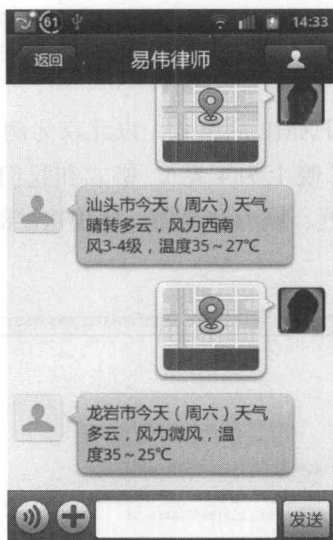 61
14:33
返回
易伟律师
汕头市今天（周六）天气
晴转多云，风力西南
风3-4级，温度35～27℃
龙岩市今天（周六）天气
多云，风力微风，温
度35～25℃
发送